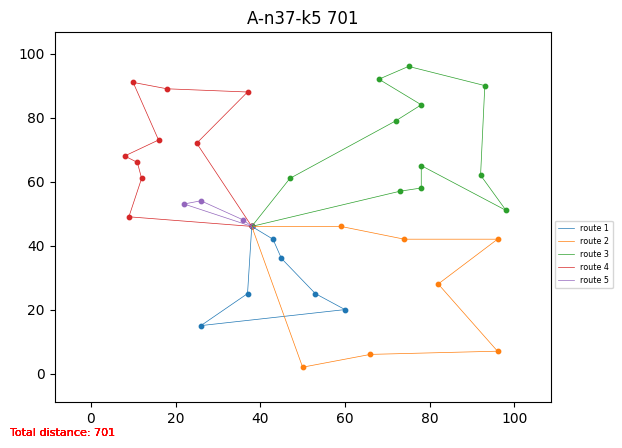 A-n37-k5 701
100
80
60
40
20
0
0 20 40 60 80 100
route 1
route 2
route 3
route 4
route 5
Total distance: 701